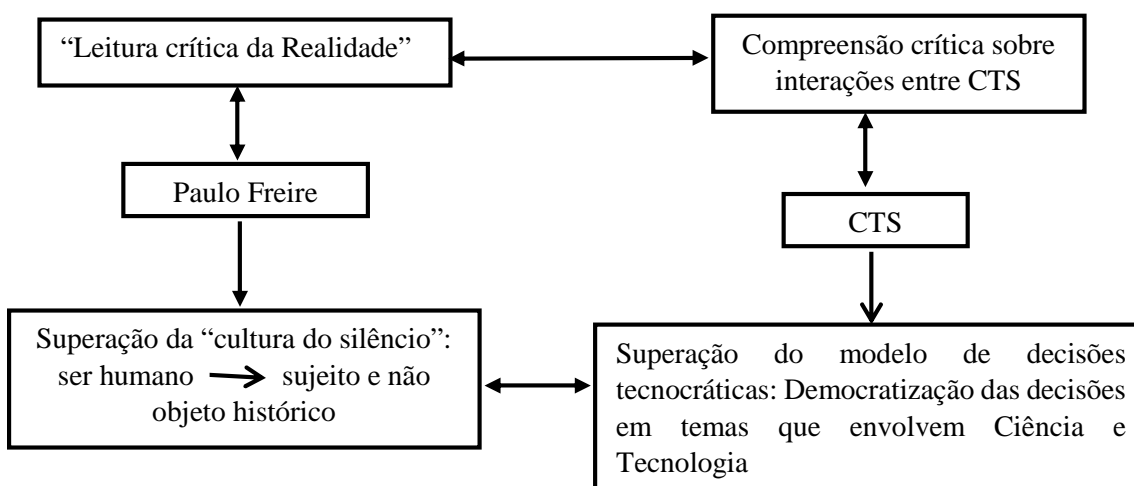 “Leitura crítica da Realidade”
Compreensão crítica sobre
interações entre CTS
Paulo Freire
CTS
Superação da “cultura do silêncio”:
ser humano sujeito e não
objeto histórico
Superação do modelo de decisões
tecnocráticas: Democratização das decisões
em temas que envolvem Ciência e
Tecnologia